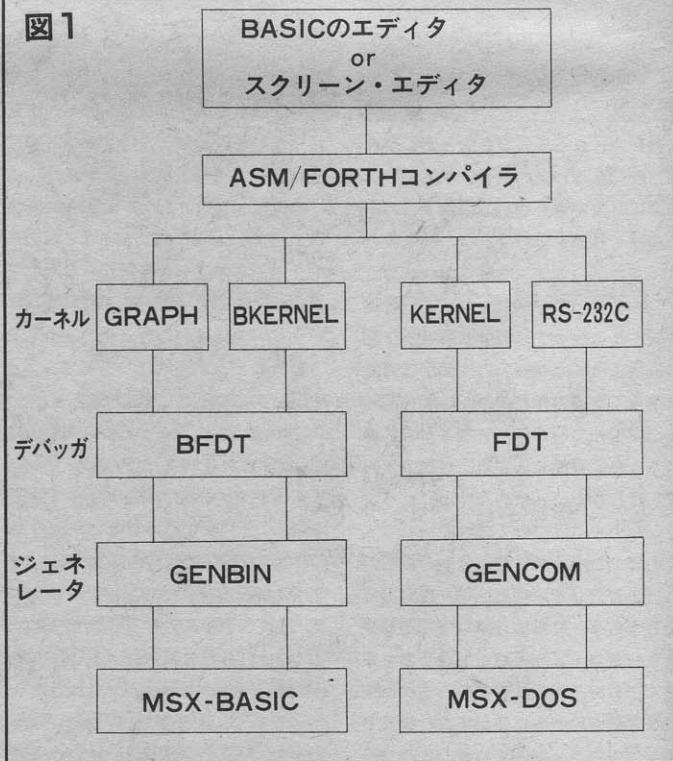 図1
BASICのエディタ
or
スクリーン・エディタ
ASM/FORTHコンパイラ
カーネル GRAPH BKERNEL KERNEL RS-232C
デバッガ BFDT FDT
ジェネ
レータ GENBIN GENCOM
MSX-BASIC MSX-DOS